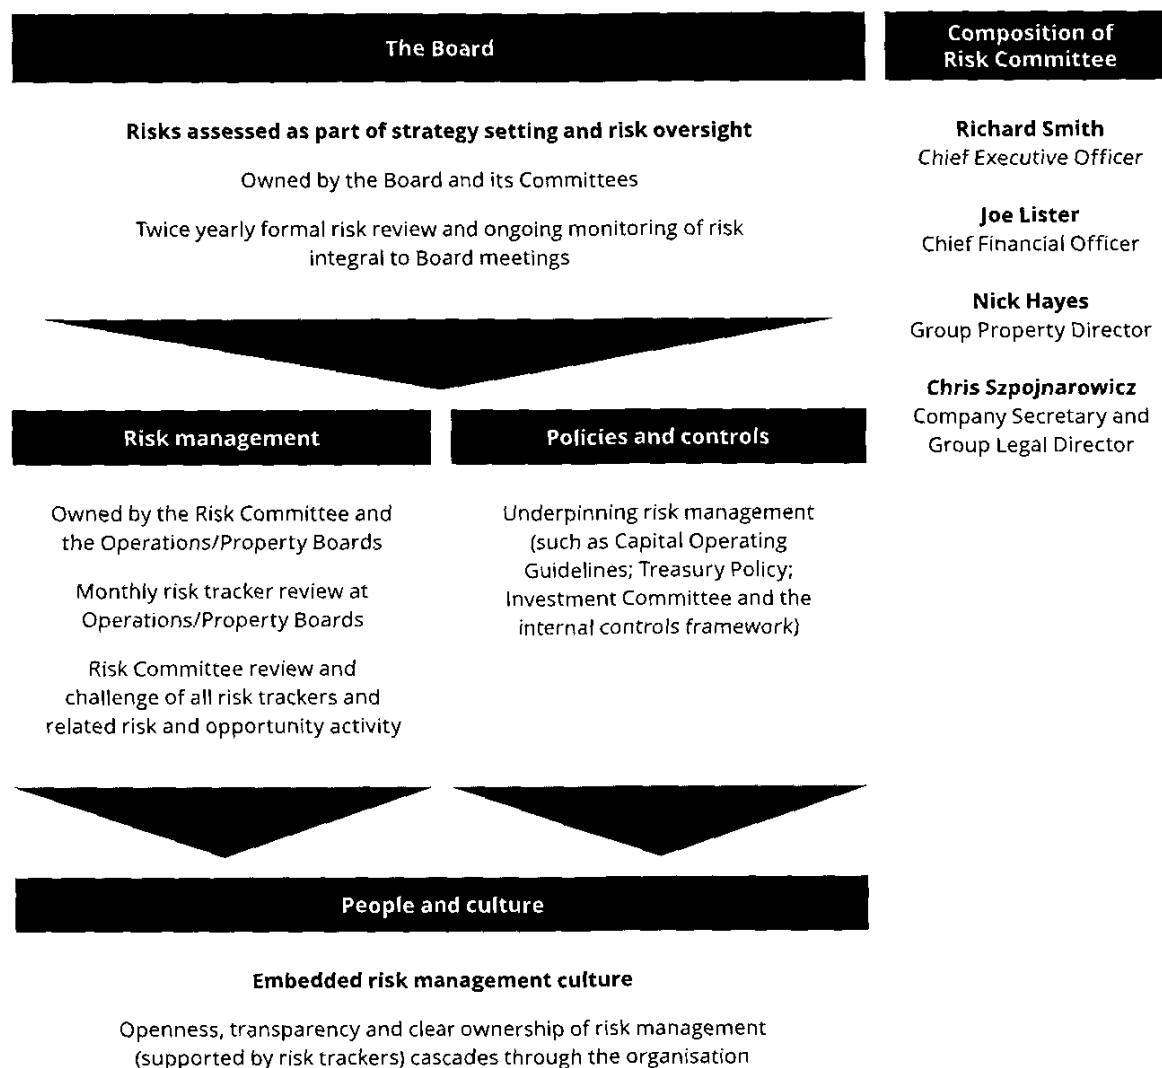 The Board
Risks assessed as part of strategy setting and risk oversight
Owned by the Board and its Committees
Twice yearly formal risk review and ongoing monitoring of risk
integral to Board meetings
Risk management
Owned by the Risk Committee and
the Operations/Property Boards
Monthly risk tracker review at
Operations/Property Boards
Risk Committee review and
challenge of all risk trackers and
related risk and opportunity activity
Policies and controls
Underpinning risk management
(such as Capital Operating
Guidelines; Treasury Policy;
Investment Committee and the
internal controls framework)
People and culture
Embedded risk management culture
Openness, transparency and clear ownership of risk management
(supported by risk trackers) cascades through the organisation
Composition of
Risk Committee
Richard Smith
Chief Executive Officer
Joe Lister
Chief Financial Officer
Nick Hayes
Group Property Director
Chris Szpojnarowicz
Company Secretary and
Group Legal Director